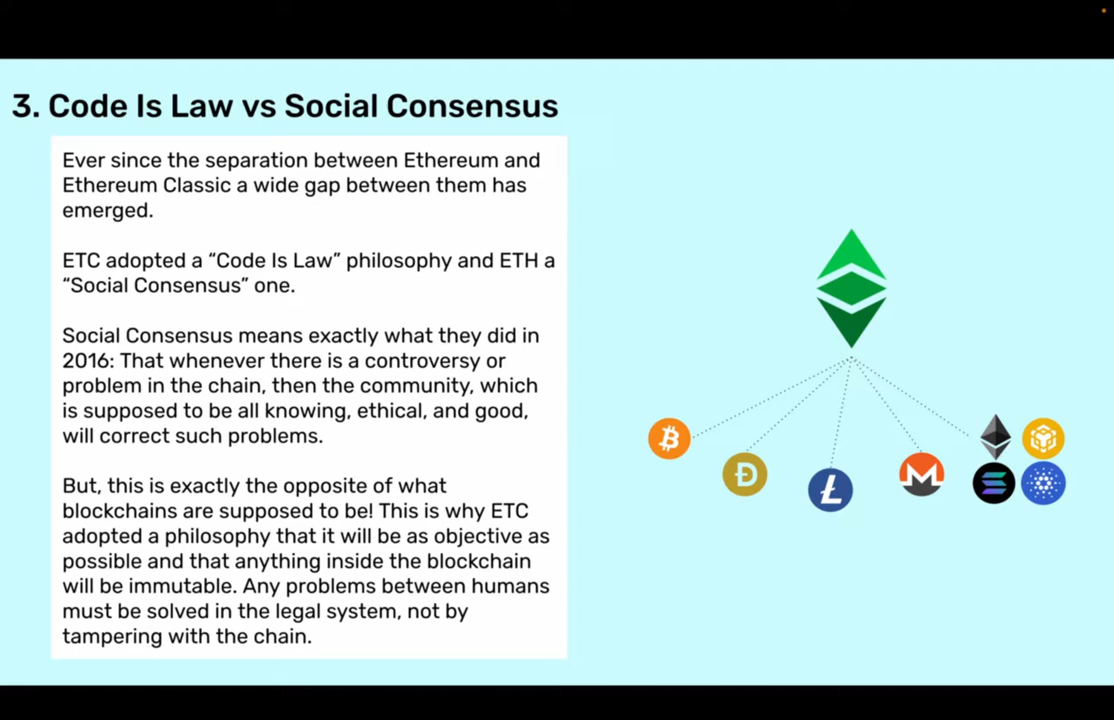 3. Code Is Law vs Social Consensus
Ever since the separation between Ethereum and
Ethereum Classic a wide gap between them has
emerged.
ETC adopted a “Code Is Law” philosophy and ETH a
“Social Consensus” one.
Social Consensus means exactly what they did in
2016: That whenever there is a controversy or
problem in the chain, then the community, which
is supposed to be all knowing, ethical, and good,
will correct such problems.
But, this is exactly the opposite of what
blockchains are supposed to be! This is why ETC
adopted a philosophy that it will be as objective as
possible and that anything inside the blockchain
will be immutable. Any problems between humans
must be solved in the legal system, not by
tampering with the chain.